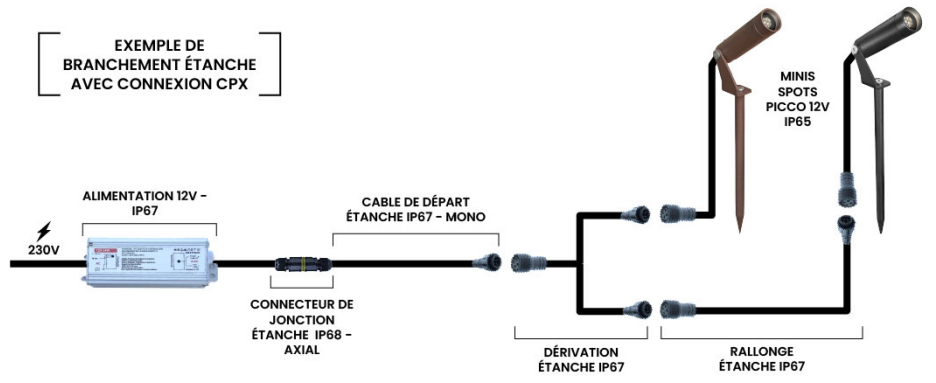 EXEMPLE DE
BRANCHEMENT ÉTANCHE
AVEC CONNEXION CPX
MINIS
SPOTS
PICCO 12V
IP65
ALIMENTATION 12V -
IP67
230V
CABLE DE DÉPART
ÉTANCHE IP67 - MONO
CONNECTEUR DE
JONCTION
ÉTANCHE IP68 -
AXIAL
DÉRIVATION
ÉTANCHE IP67
RALLONGE
ÉTANCHE IP67